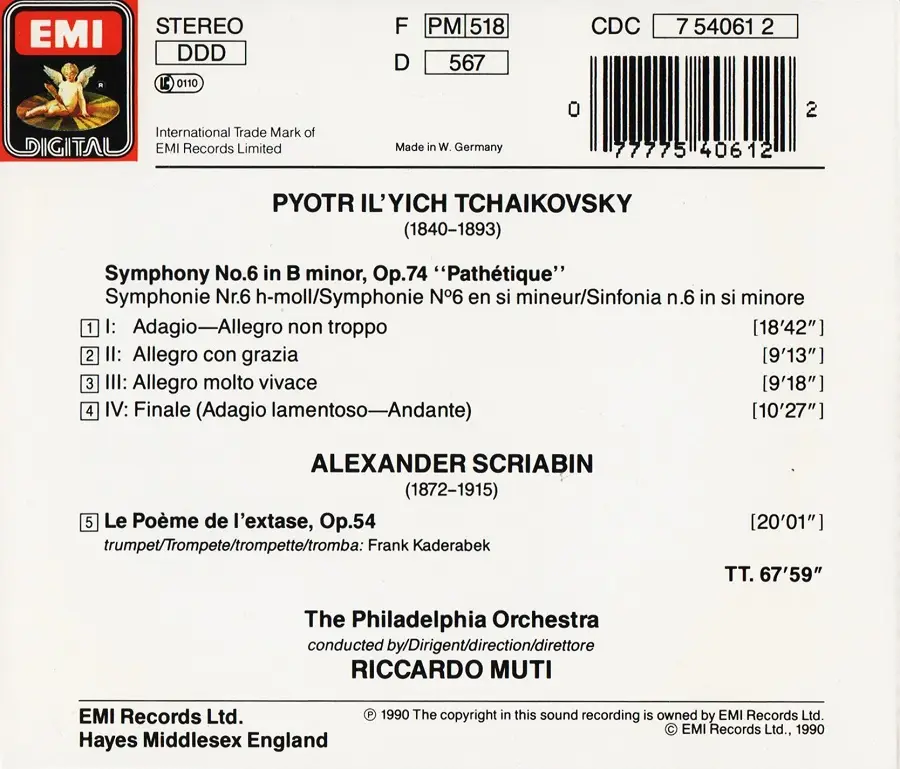 EMI
DIGITAL
STEREO
DDD
LC 0110
International Trade Mark of
EMI Records Limited
F PM 518
D 567
Made in W. Germany
CDC 7 54061 2
0 77775 40612 2
PYOTR IL'YICH TCHAIKOVSKY
(1840–1893)
Symphony No.6 in B minor, Op.74 "Pathétique"
Symphonie Nr.6 h-moll/Symphonie Nº6 en si mineur/Sinfonia n.6 in si minore
1 I: Adagio—Allegro non troppo [18'42"]
2 II: Allegro con grazia [9'13"]
3 III: Allegro molto vivace [9'18"]
4 IV: Finale (Adagio lamentoso—Andante) [10'27"]
ALEXANDER SCRIABIN
(1872–1915)
5 Le Poème de l'extase, Op.54 [20'01"]
trumpet/Trompete/trompette/tromba: Frank Kaderabek
TT. 67'59"
The Philadelphia Orchestra
conducted by/Dirigent/direction/direttore
RICCARDO MUTI
EMI Records Ltd.
Hayes Middlesex England
℗ 1990 The copyright in this sound recording is owned by EMI Records Ltd.
© EMI Records Ltd., 1990